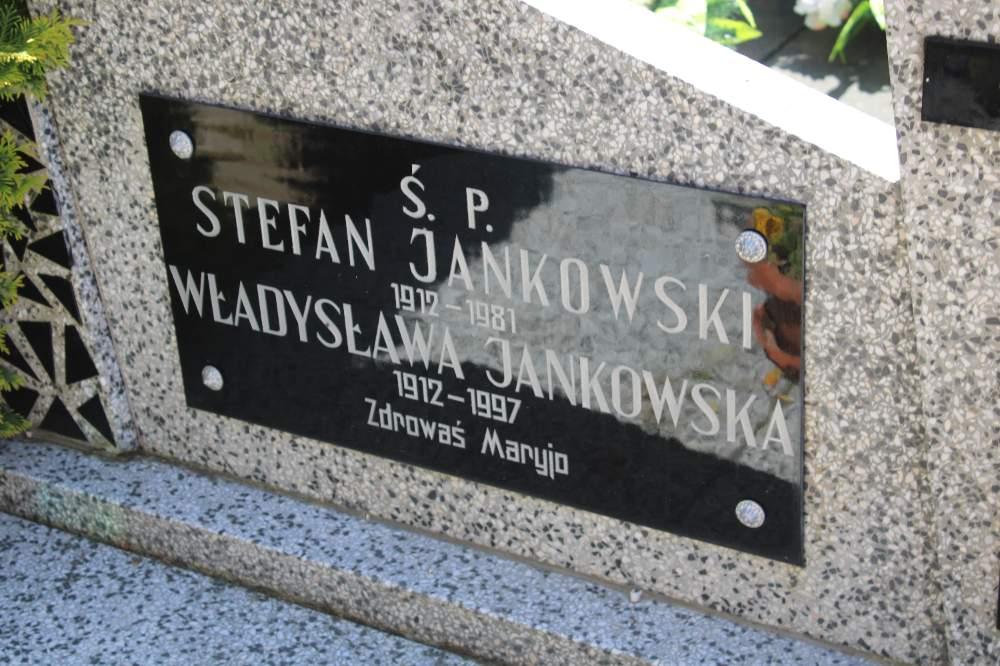 Ś. P.
STEFAN JANKOWSKI
1912-1981
WŁADYSŁAWA JANKOWSKA
1912-1997
Zdrowaś Maryjo